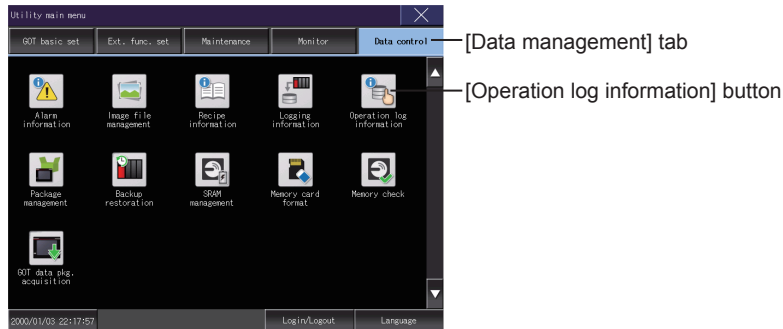 Utility main menu
GOT basic set
Ext. func. set
Maintenance
Monitor
Data control
[Data management] tab
[Operation log information] button
Alarm
information
Image file
management
Recipe
information
Logging
information
Operation log
information
Package
management
Backup
restoration
SRAM
management
Memory card
format
Memory check
GOT data pkg.
acquisition
2000/01/03 22:17:57
Login/Logout
Language